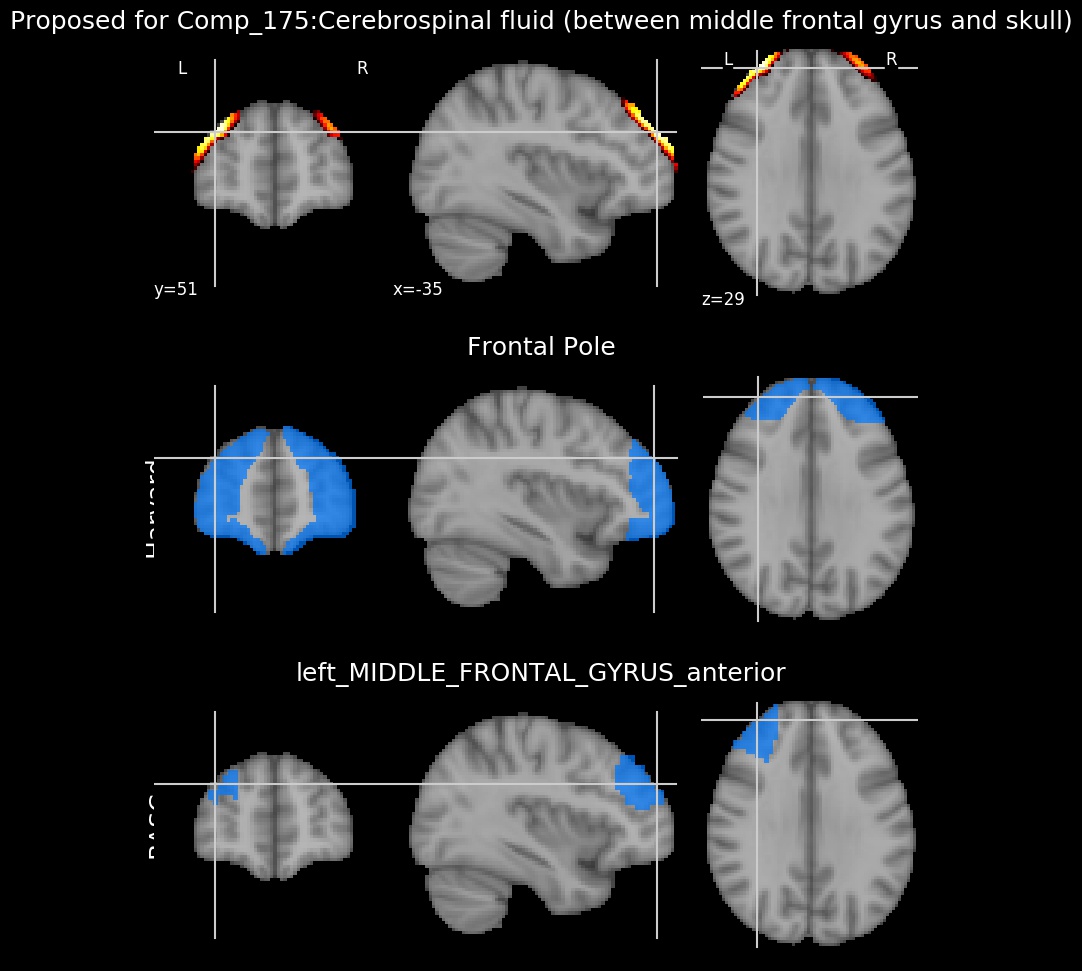 Proposed for Comp_175:Cerebrospinal fluid (between middle frontal gyrus and skull)
L R
L R
y=51
x=-35
z=29
Frontal Pole
left_MIDDLE_FRONTAL_GYRUS_anterior